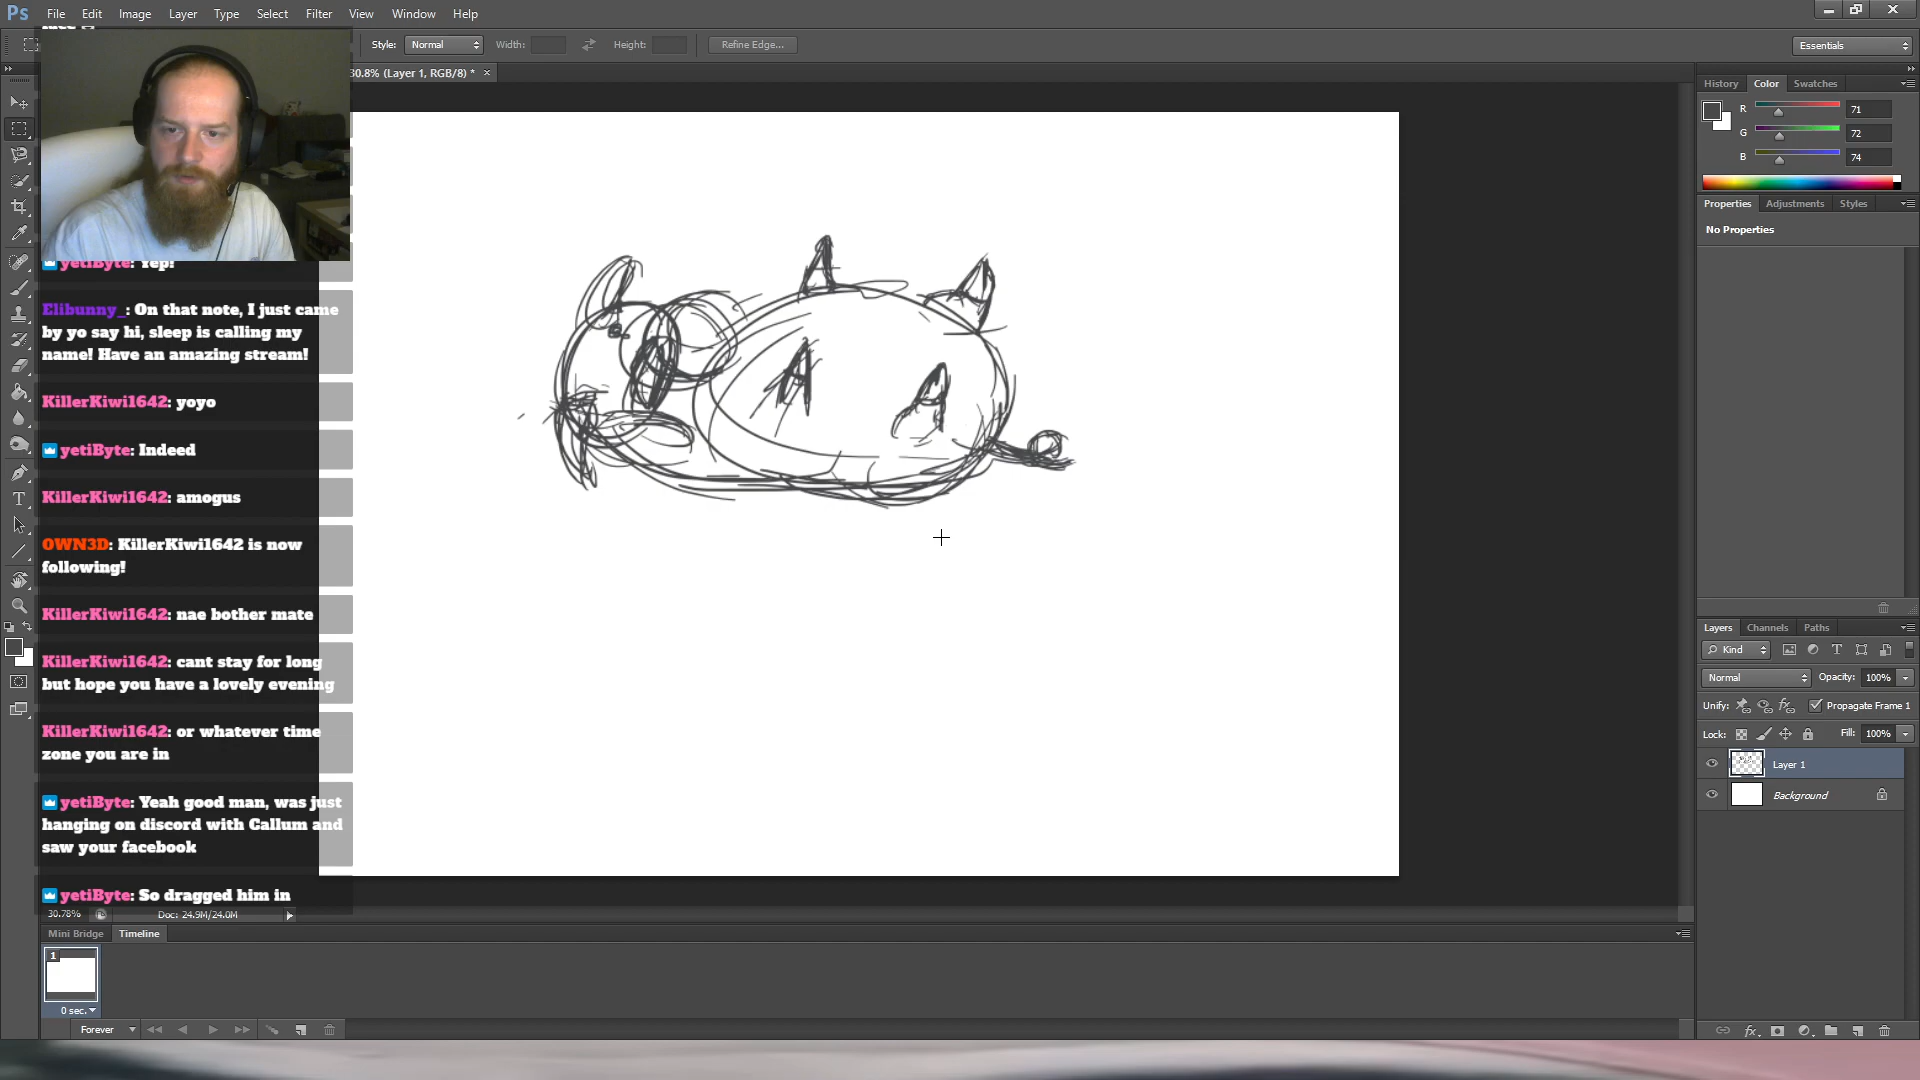 Ps File Edit Image Layer Type Select Filter View Window Help
Style: Normal Width: Height: Refine Edge... Essentials
30.8% (Layer 1, RGB/8) * ×
History Color Swatches
R 71
G 72
B 74
Properties Adjustments Styles
No Properties
yetiByte: Yep!
Elibunny_: On that note, I just came
by yo say hi, sleep is calling my
name! Have an amazing stream!
KillerKiwi1642: yoyo
yetiByte: Indeed
KillerKiwi1642: amogus
OWN3D: KillerKiwi1642 is now
following!
KillerKiwi1642: nae bother mate
KillerKiwi1642: cant stay for long
but hope you have a lovely evening
KillerKiwi1642: or whatever time
zone you are in
yetiByte: Yeah good man, was just
hanging on discord with Callum and
saw your facebook
yetiByte: So dragged him in
Layers Channels Paths
Kind
Normal Opacity: 100%
Unify: Propagate Frame 1
Lock: Fill: 100%
Layer 1
Background
30.78% Doc: 24.9M/24.0M
Mini Bridge Timeline
1
0 sec.
Forever